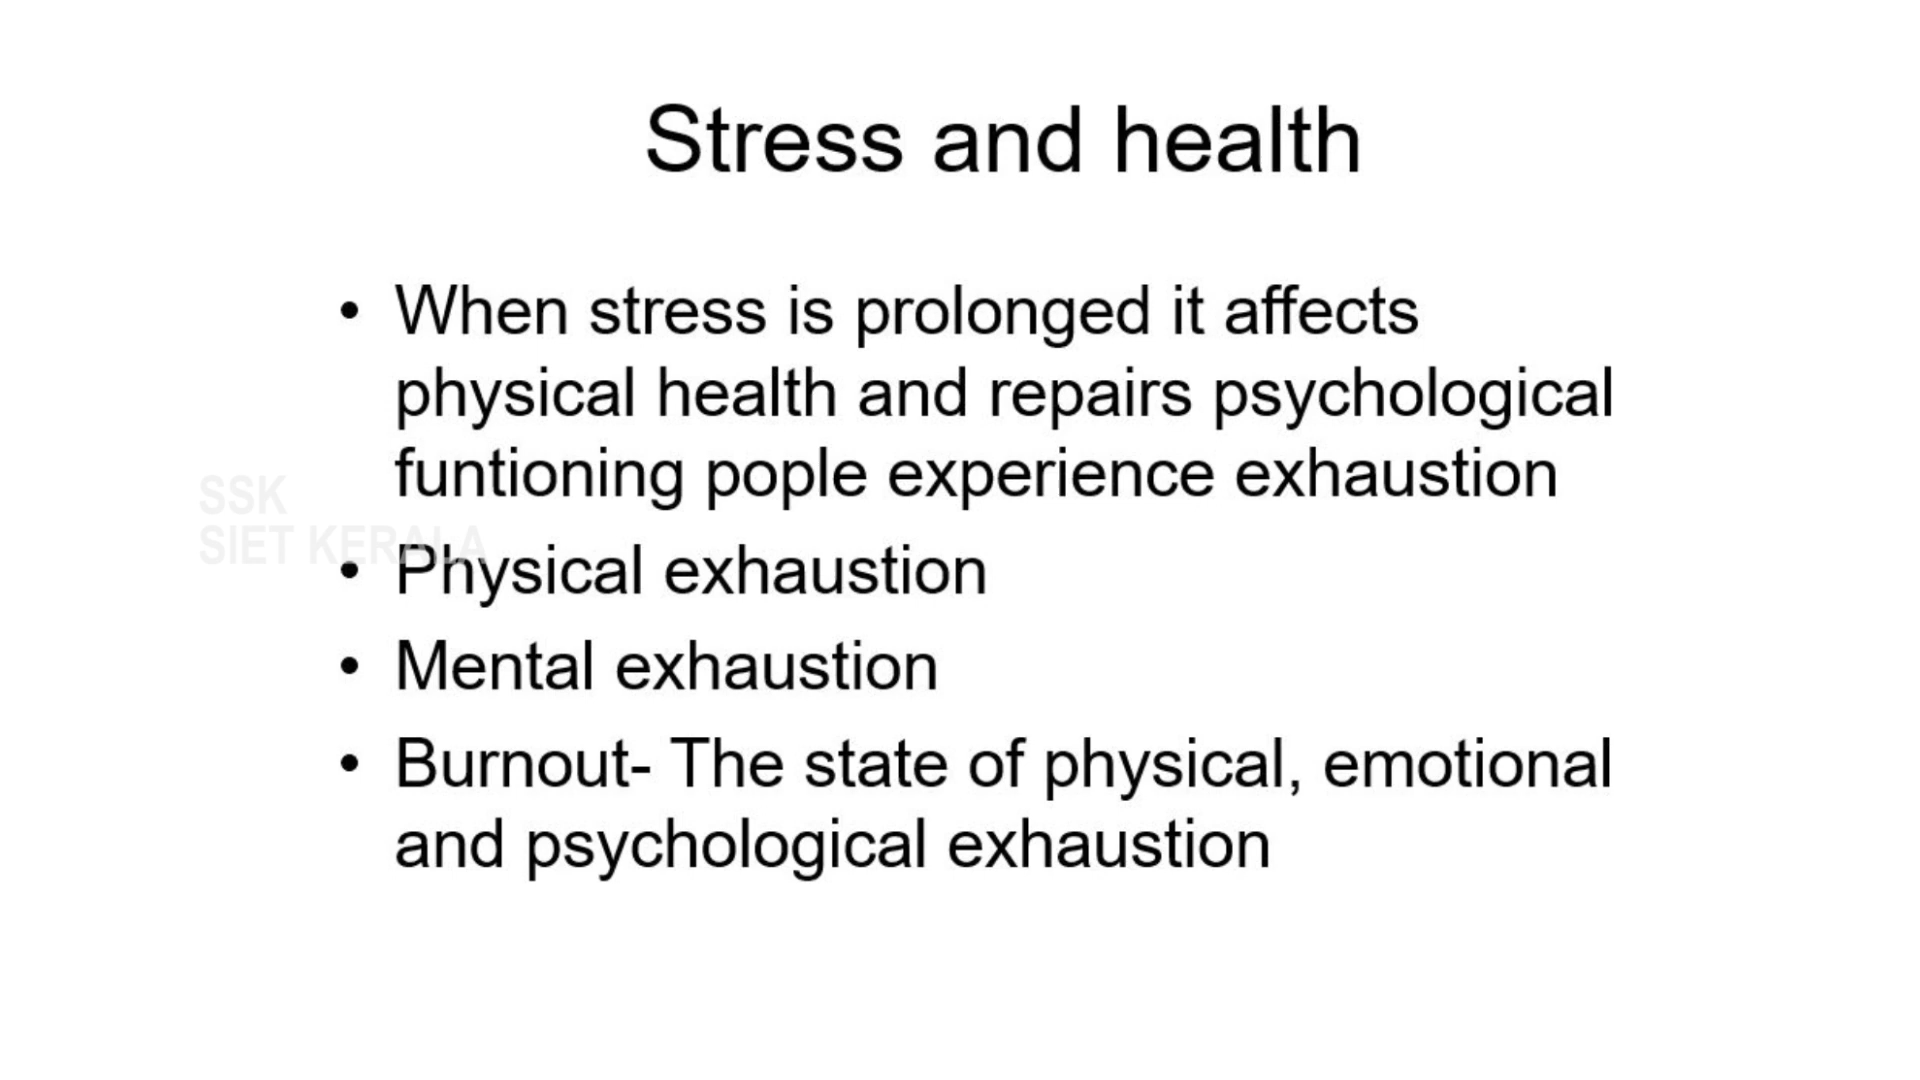 Stress and health
• When stress is prolonged it affects
physical health and repairs psychological
funtioning pople experience exhaustion
SSK
SIET KERALA
• Physical exhaustion
• Mental exhaustion
• Burnout- The state of physical, emotional
and psychological exhaustion